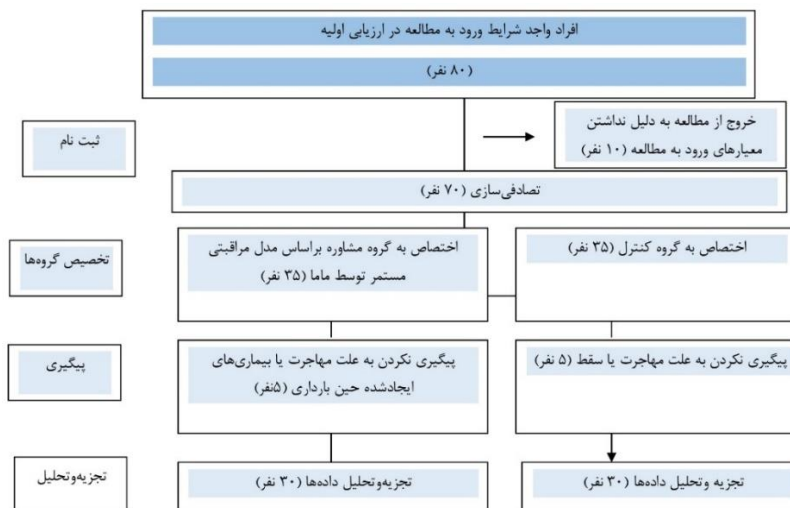 افراد واجد شرایط ورود به مطالعه در ارزیابی اولیه
(۸۰ نفر)
خروج از مطالعه به دلیل نداشتن
معیارهای ورود به مطالعه (۱۰ نفر)
ثبت نام
تصادفی‌سازی (۷۰ نفر)
اختصاص به گروه کنترل (۳۵ نفر)
اختصاص به گروه مشاوره براساس مدل مراقبتی
مستمر توسط ماما (۳۵ نفر)
تخصیص گروه‌ها
پیگیری نکردن به علت مهاجرت یا سقط (۵ نفر)
پیگیری نکردن به علت مهاجرت یا بیماری‌های
ایجادشده حین بارداری (۵نفر)
پیگیری
تجزیه وتحلیل داده‌ها (۳۰ نفر)
تجزیه‌وتحلیل داده‌ها (۳۰ نفر)
تجزیه‌وتحلیل